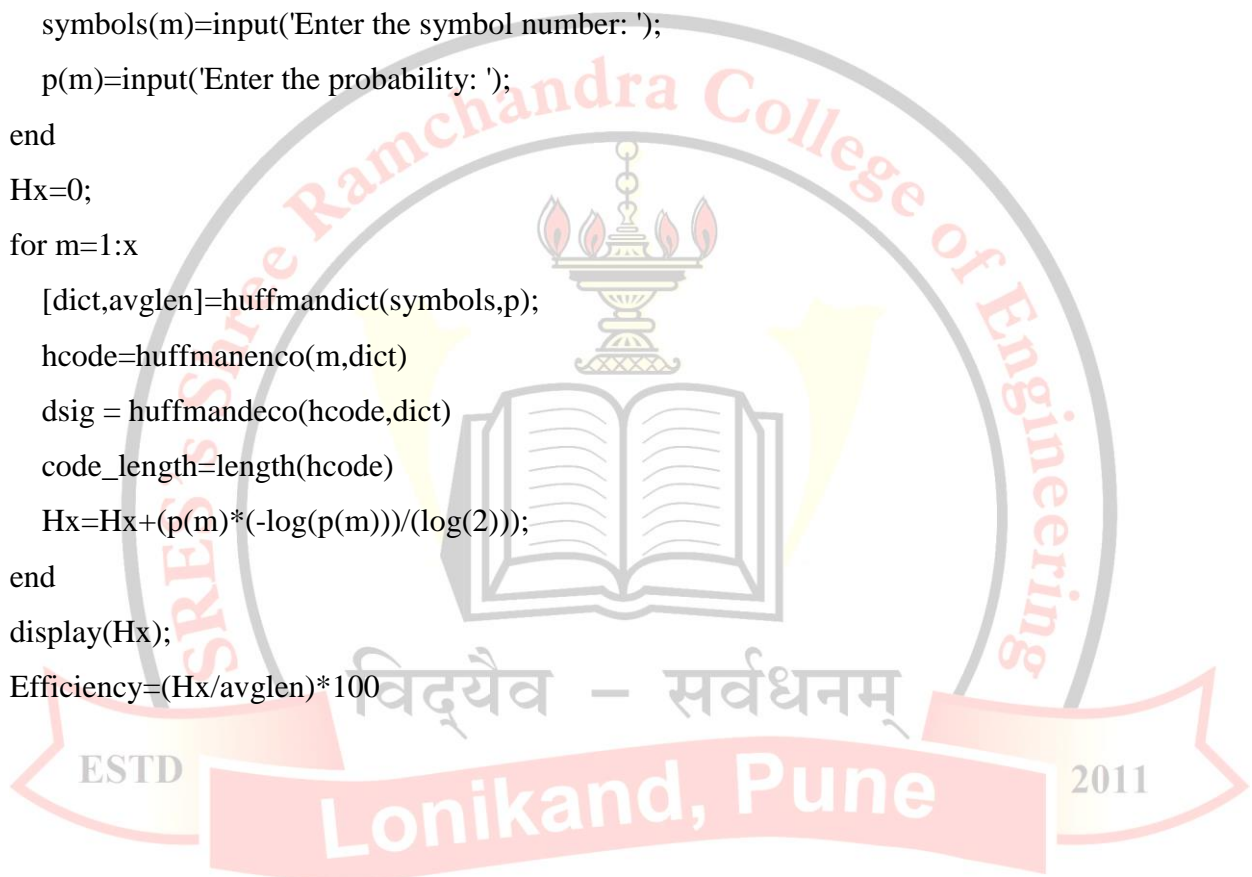 symbols(m)=input('Enter the symbol number: ');
p(m)=input('Enter the probability: ');
end
Hx=0;
for m=1:x
[dict,avglen]=huffmandict(symbols,p);
hcode=huffmanenco(m,dict)
dsig = huffmandeco(hcode,dict)
code_length=length(hcode)
Hx=Hx+(p(m)*(-log(p(m)))/(log(2)));
end
display(Hx);
Efficiency=(Hx/avglen)*100
SRES's Shree Ramchandra College of Engineering
विद्यैव – सर्वधनम्
ESTD
2011
Lonikand, Pune